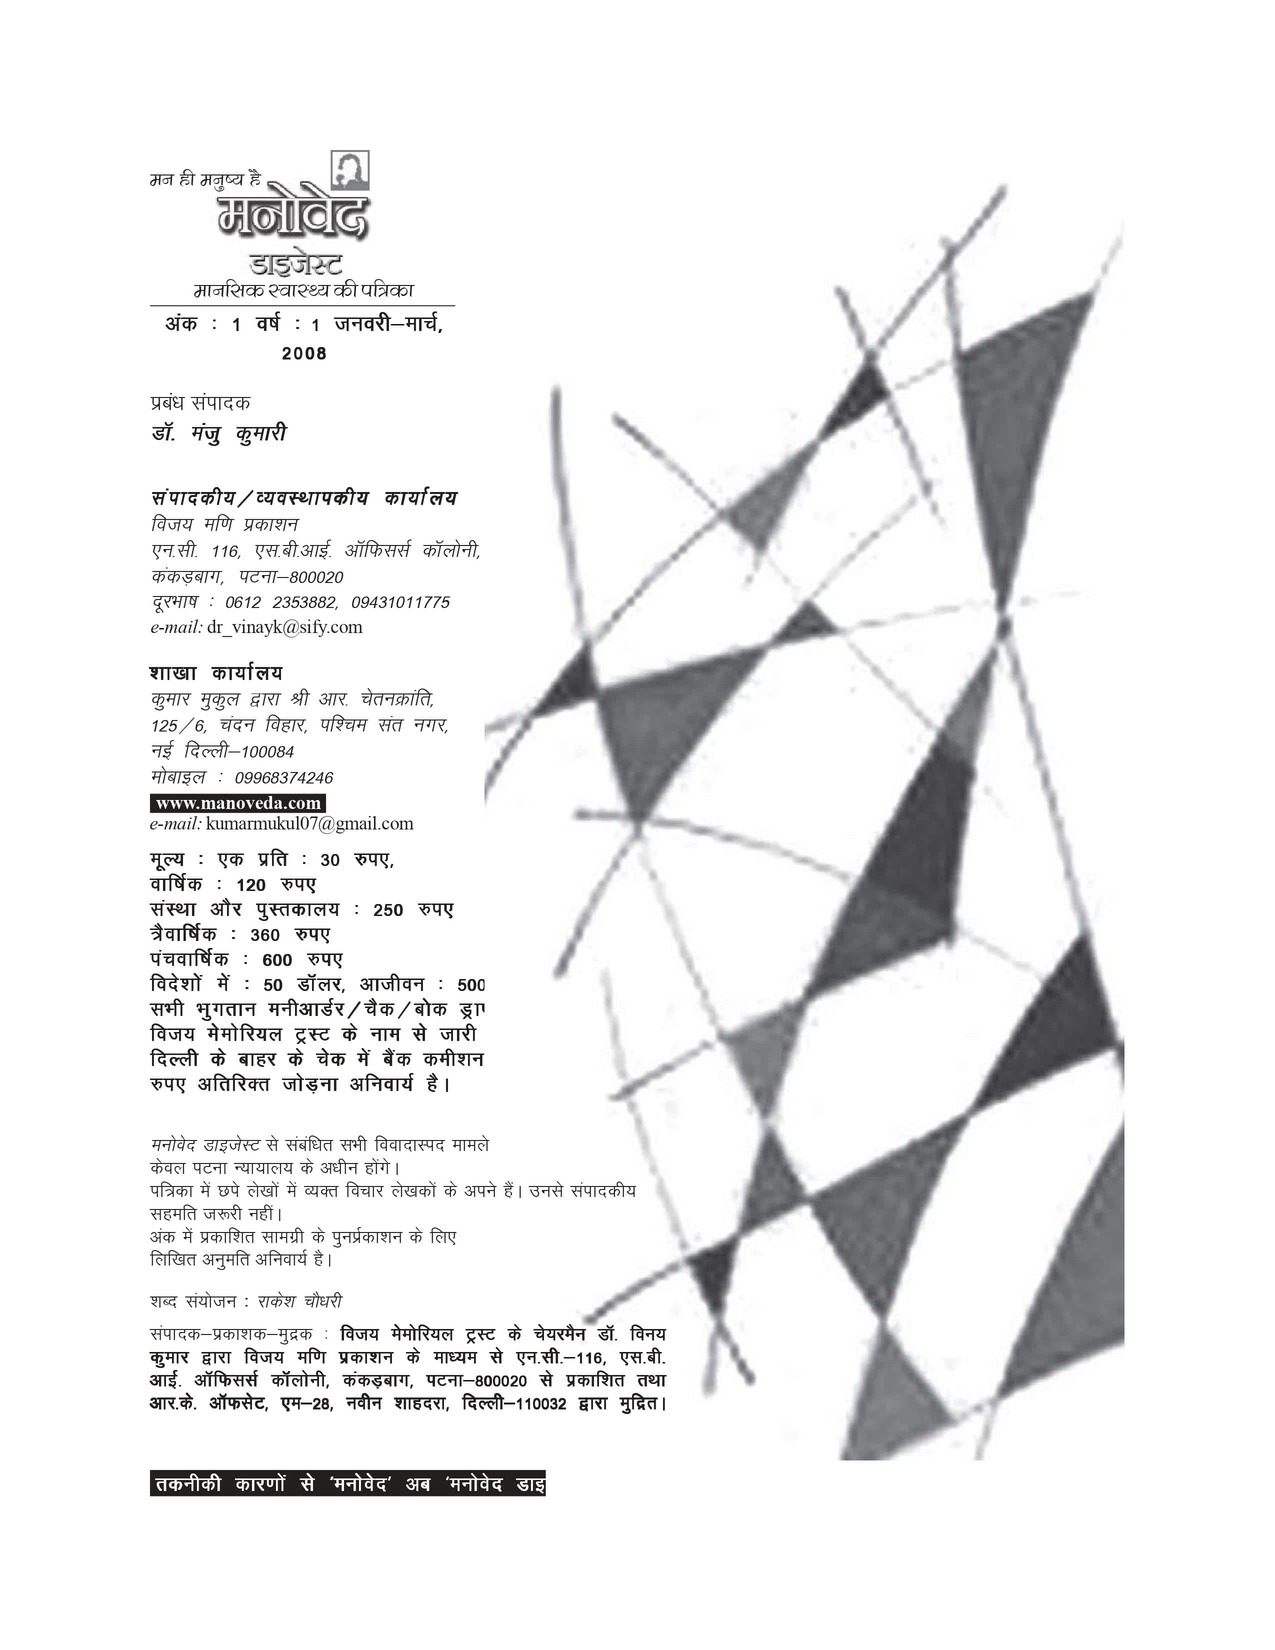 मन ही मनुष्य है
मनोवेद
डाइजेस्ट
मानसिक स्वास्थ्य की पत्रिका
अंक : 1 वर्ष : 1 जनवरी–मार्च,
2008
प्रबंध संपादक
डॉ. मंजु कुमारी
संपादकीय/व्यवस्थापकीय कार्यालय
विजय मणि प्रकाशन
एन.सी. 116, एस.बी.आई. ऑफिसर्स कॉलोनी,
कंकड़बाग, पटना–800020
दूरभाष : 0612 2353882, 09431011775
e-mail: dr_vinayk@sify.com
शाखा कार्यालय
कुमार मुकुल द्वारा श्री आर. चेतनक्रांति,
125/6, चंदन विहार, पश्चिम संत नगर,
नई दिल्ली–100084
मोबाइल : 09968374246
www.manoveda.com
e-mail: kumarmukul07@gmail.com
मूल्य : एक प्रति : 30 रुपए,
वार्षिक : 120 रुपए
संस्था और पुस्तकालय : 250 रुपए
त्रैवार्षिक : 360 रुपए
पंचवार्षिक : 600 रुपए
विदेशों में : 50 डॉलर, आजीवन : 500
सभी भुगतान मनीआर्डर/चैक/बोक
विजय मेमोरियल ट्रस्ट के नाम से जारी
दिल्ली के बाहर के चेक में बैंक कमीशन
रुपए अतिरिक्त जोड़ना अनिवार्य है।
मनोवेद डाइजेस्ट से संबंधित सभी विवादास्पद मामले
केवल पटना न्यायालय के अधीन होंगे।
पत्रिका में छपे लेखों में व्यक्त विचार लेखकों के अपने हैं। उनसे संपादकीय
सहमति जरूरी नहीं।
अंक में प्रकाशित सामग्री के पुनर्प्रकाशन के लिए
लिखित अनुमति अनिवार्य है।
शब्द संयोजन : राकेश चौधरी
संपादक–प्रकाशक–मुद्रक : विजय मेमोरियल ट्रस्ट के चेयरमैन डॉ. विनय
कुमार द्वारा विजय मणि प्रकाशन के माध्यम से एन.सी.–116, एस.बी.
आई. ऑफिसर्स कॉलोनी, कंकड़बाग, पटना–800020 से प्रकाशित तथा
आर.के. ऑफसेट, एम–28, नवीन शाहदरा, दिल्ली–110032 द्वारा मुद्रित।
तकनीकी कारणों से ‘मनोवेद’ अब ‘मनोवेद डाइ